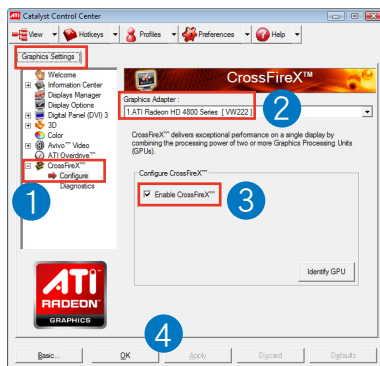 Catalyst Control Center
View Hotkeys Profiles Preferences Help
Graphics Settings
Welcome
Information Center
Displays Manager
Display Options
Digital Panel (DVI) 3
3D
Color
Avivo™ Video
ATI Overdrive™
CrossFireX™
Configure
Diagnostics
1
CrossFireX™
Graphics Adapter :
1. ATI Radeon HD 4800 Series [ VW222 ]
2
CrossFireX™ delivers exceptional performance on a single display by
combining the processing power of two or more Graphics Processing Units
(GPUs).
Configure CrossFireX™
Enable CrossFireX™
3
Identify GPU
ATI
RADEON
GRAPHICS
4
Basic... OK Apply Discard Defaults